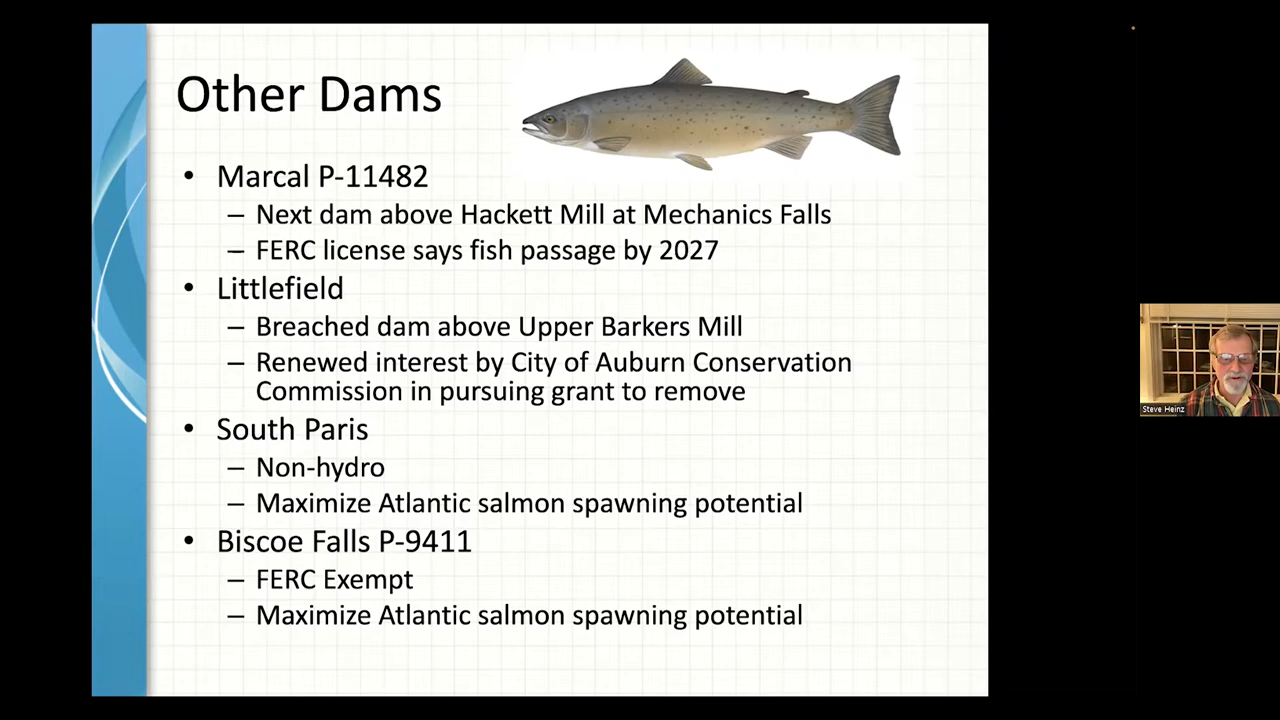 Other Dams
• Marcal P-11482
– Next dam above Hackett Mill at Mechanics Falls
– FERC license says fish passage by 2027
• Littlefield
– Breached dam above Upper Barkers Mill
– Renewed interest by City of Auburn Conservation
Commission in pursuing grant to remove
• South Paris
– Non-hydro
– Maximize Atlantic salmon spawning potential
• Biscoe Falls P-9411
– FERC Exempt
– Maximize Atlantic salmon spawning potential
Steve Heinz